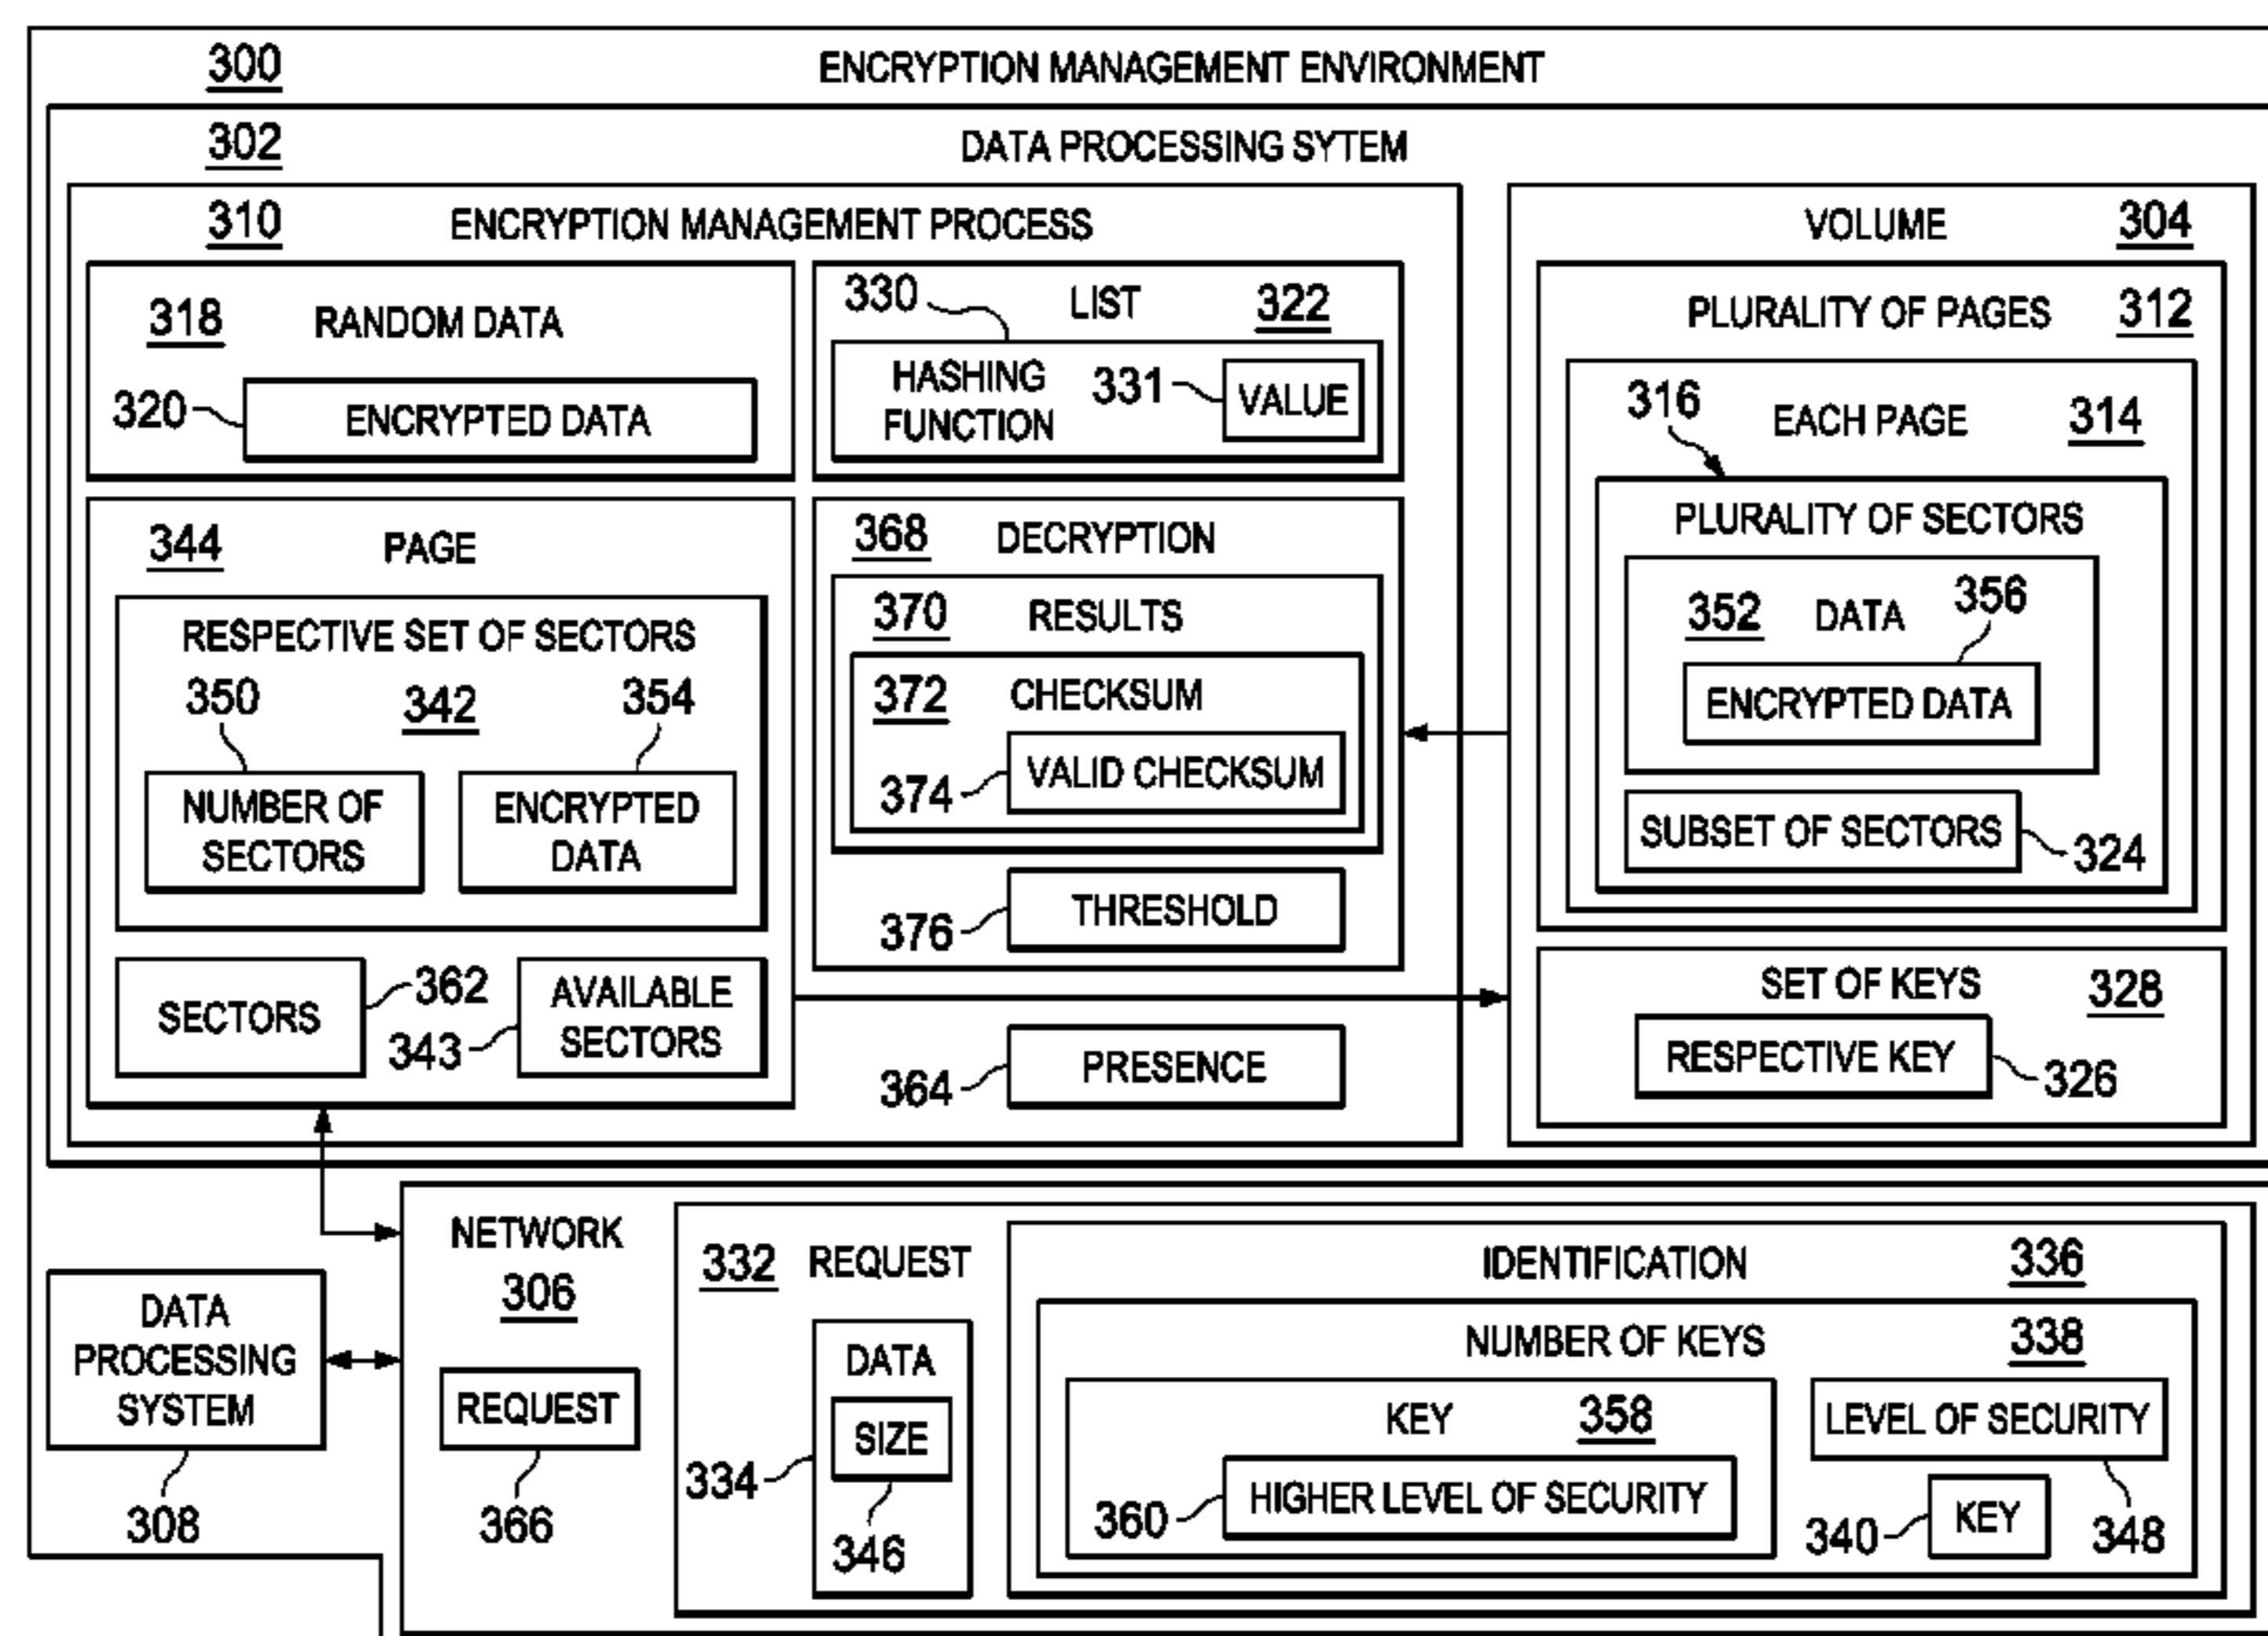 300 ENCRYPTION MANAGEMENT ENVIRONMENT
302 DATA PROCESSING SYTEM
310 ENCRYPTION MANAGEMENT PROCESS
318 RANDOM DATA
320 ENCRYPTED DATA
330 LIST 322
HASHING
FUNCTION
331 VALUE
344 PAGE
RESPECTIVE SET OF SECTORS
350 342 354
NUMBER OF
SECTORS
ENCRYPTED
DATA
SECTORS 362
343 AVAILABLE
SECTORS
368 DECRYPTION
370 RESULTS
372 CHECKSUM
374 VALID CHECKSUM
376 THRESHOLD
364 PRESENCE
VOLUME 304
PLURALITY OF PAGES 312
316 EACH PAGE 314
PLURALITY OF SECTORS
352 DATA 356
ENCRYPTED DATA
SUBSET OF SECTORS 324
SET OF KEYS 328
RESPECTIVE KEY 326
DATA
PROCESSING
SYSTEM
308
NETWORK
306
REQUEST
366
332 REQUEST
DATA
SIZE
334
346
IDENTIFICATION 336
NUMBER OF KEYS 338
KEY 358
360 HIGHER LEVEL OF SECURITY
LEVEL OF SECURITY
340 KEY 348